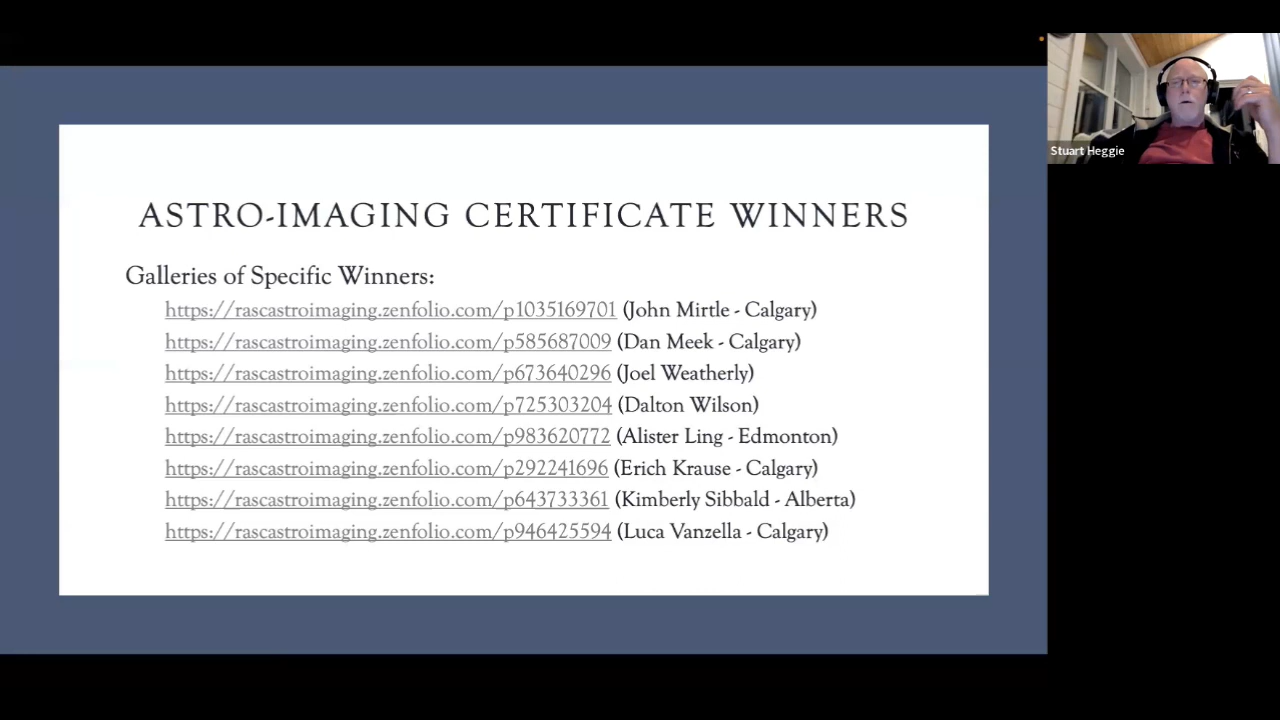 ASTRO-IMAGING CERTIFICATE WINNERS
Galleries of Specific Winners:
https://rascastroimaging.zenfolio.com/p1035169701 (John Mirtle - Calgary)
https://rascastroimaging.zenfolio.com/p585687009 (Dan Meek - Calgary)
https://rascastroimaging.zenfolio.com/p673640296 (Joel Weatherly)
https://rascastroimaging.zenfolio.com/p725303204 (Dalton Wilson)
https://rascastroimaging.zenfolio.com/p983620772 (Alister Ling - Edmonton)
https://rascastroimaging.zenfolio.com/p292241696 (Erich Krause - Calgary)
https://rascastroimaging.zenfolio.com/p643733361 (Kimberly Sibbald - Alberta)
https://rascastroimaging.zenfolio.com/p946425594 (Luca Vanzella - Calgary)
Stuart Heggie